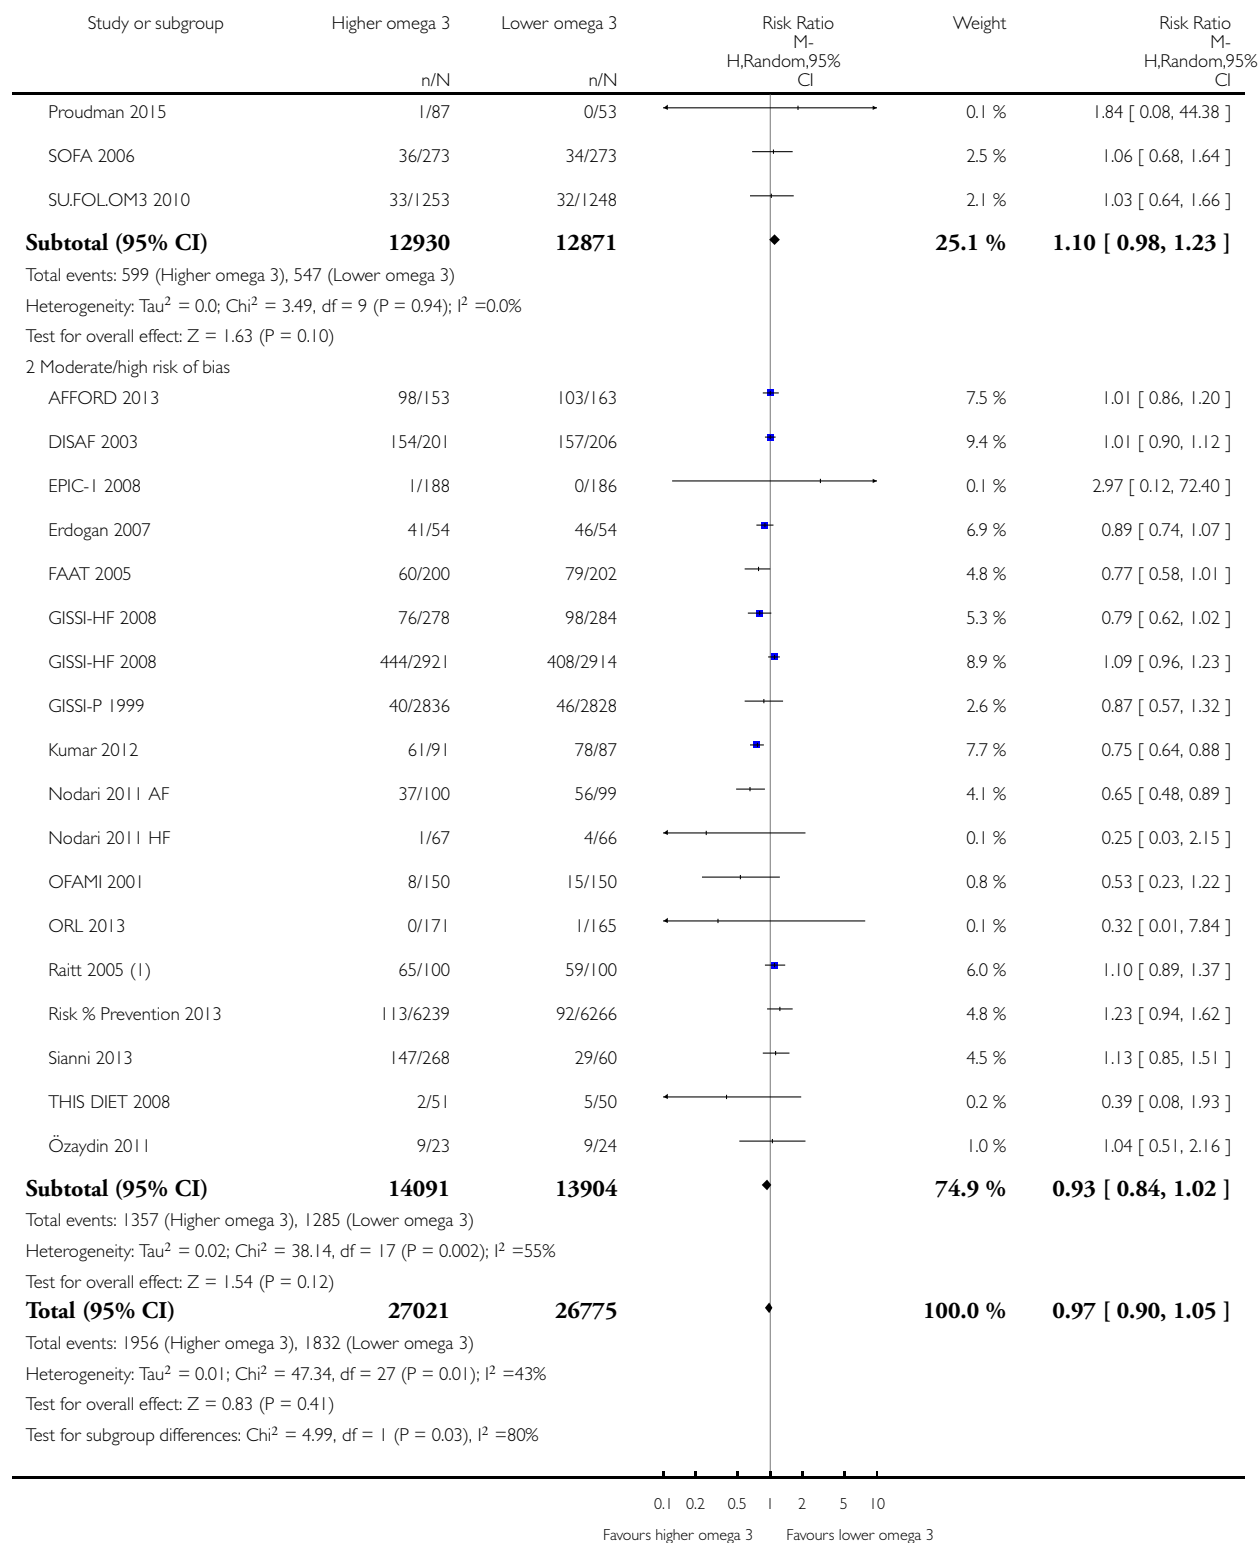 Study or subgroup Higher omega 3 Lower omega 3 Risk Ratio Weight Risk Ratio
M- M-
H,Random,95% H,Random,95%
n/N n/N CI CI
Proudman 2015 1/87 0/53 0.1 % 1.84 [ 0.08, 44.38 ]
SOFA 2006 36/273 34/273 2.5 % 1.06 [ 0.68, 1.64 ]
SU.FOL.OM3 2010 33/1253 32/1248 2.1 % 1.03 [ 0.64, 1.66 ]
Subtotal (95% CI) 12930 12871 25.1 % 1.10 [ 0.98, 1.23 ]
Total events: 599 (Higher omega 3), 547 (Lower omega 3)
Heterogeneity: Tau² = 0.0; Chi² = 3.49, df = 9 (P = 0.94); I² =0.0%
Test for overall effect: Z = 1.63 (P = 0.10)
2 Moderate/high risk of bias
AFFORD 2013 98/153 103/163 7.5 % 1.01 [ 0.86, 1.20 ]
DISAF 2003 154/201 157/206 9.4 % 1.01 [ 0.90, 1.12 ]
EPIC-1 2008 1/188 0/186 0.1 % 2.97 [ 0.12, 72.40 ]
Erdogan 2007 41/54 46/54 6.9 % 0.89 [ 0.74, 1.07 ]
FAAT 2005 60/200 79/202 4.8 % 0.77 [ 0.58, 1.01 ]
GISSI-HF 2008 76/278 98/284 5.3 % 0.79 [ 0.62, 1.02 ]
GISSI-HF 2008 444/2921 408/2914 8.9 % 1.09 [ 0.96, 1.23 ]
GISSI-P 1999 40/2836 46/2828 2.6 % 0.87 [ 0.57, 1.32 ]
Kumar 2012 61/91 78/87 7.7 % 0.75 [ 0.64, 0.88 ]
Nodari 2011 AF 37/100 56/99 4.1 % 0.65 [ 0.48, 0.89 ]
Nodari 2011 HF 1/67 4/66 0.1 % 0.25 [ 0.03, 2.15 ]
OFAMI 2001 8/150 15/150 0.8 % 0.53 [ 0.23, 1.22 ]
ORL 2013 0/171 1/165 0.1 % 0.32 [ 0.01, 7.84 ]
Raitt 2005 (1) 65/100 59/100 6.0 % 1.10 [ 0.89, 1.37 ]
Risk % Prevention 2013 113/6239 92/6266 4.8 % 1.23 [ 0.94, 1.62 ]
Sianni 2013 147/268 29/60 4.5 % 1.13 [ 0.85, 1.51 ]
THIS DIET 2008 2/51 5/50 0.2 % 0.39 [ 0.08, 1.93 ]
Özaydin 2011 9/23 9/24 1.0 % 1.04 [ 0.51, 2.16 ]
Subtotal (95% CI) 14091 13904 74.9 % 0.93 [ 0.84, 1.02 ]
Total events: 1357 (Higher omega 3), 1285 (Lower omega 3)
Heterogeneity: Tau² = 0.02; Chi² = 38.14, df = 17 (P = 0.002); I² =55%
Test for overall effect: Z = 1.54 (P = 0.12)
Total (95% CI) 27021 26775 100.0 % 0.97 [ 0.90, 1.05 ]
Total events: 1956 (Higher omega 3), 1832 (Lower omega 3)
Heterogeneity: Tau² = 0.01; Chi² = 47.34, df = 27 (P = 0.01); I² =43%
Test for overall effect: Z = 0.83 (P = 0.41)
Test for subgroup differences: Chi² = 4.99, df = 1 (P = 0.03), I² =80%
0.1 0.2 0.5 1 2 5 10
Favours higher omega 3 Favours lower omega 3